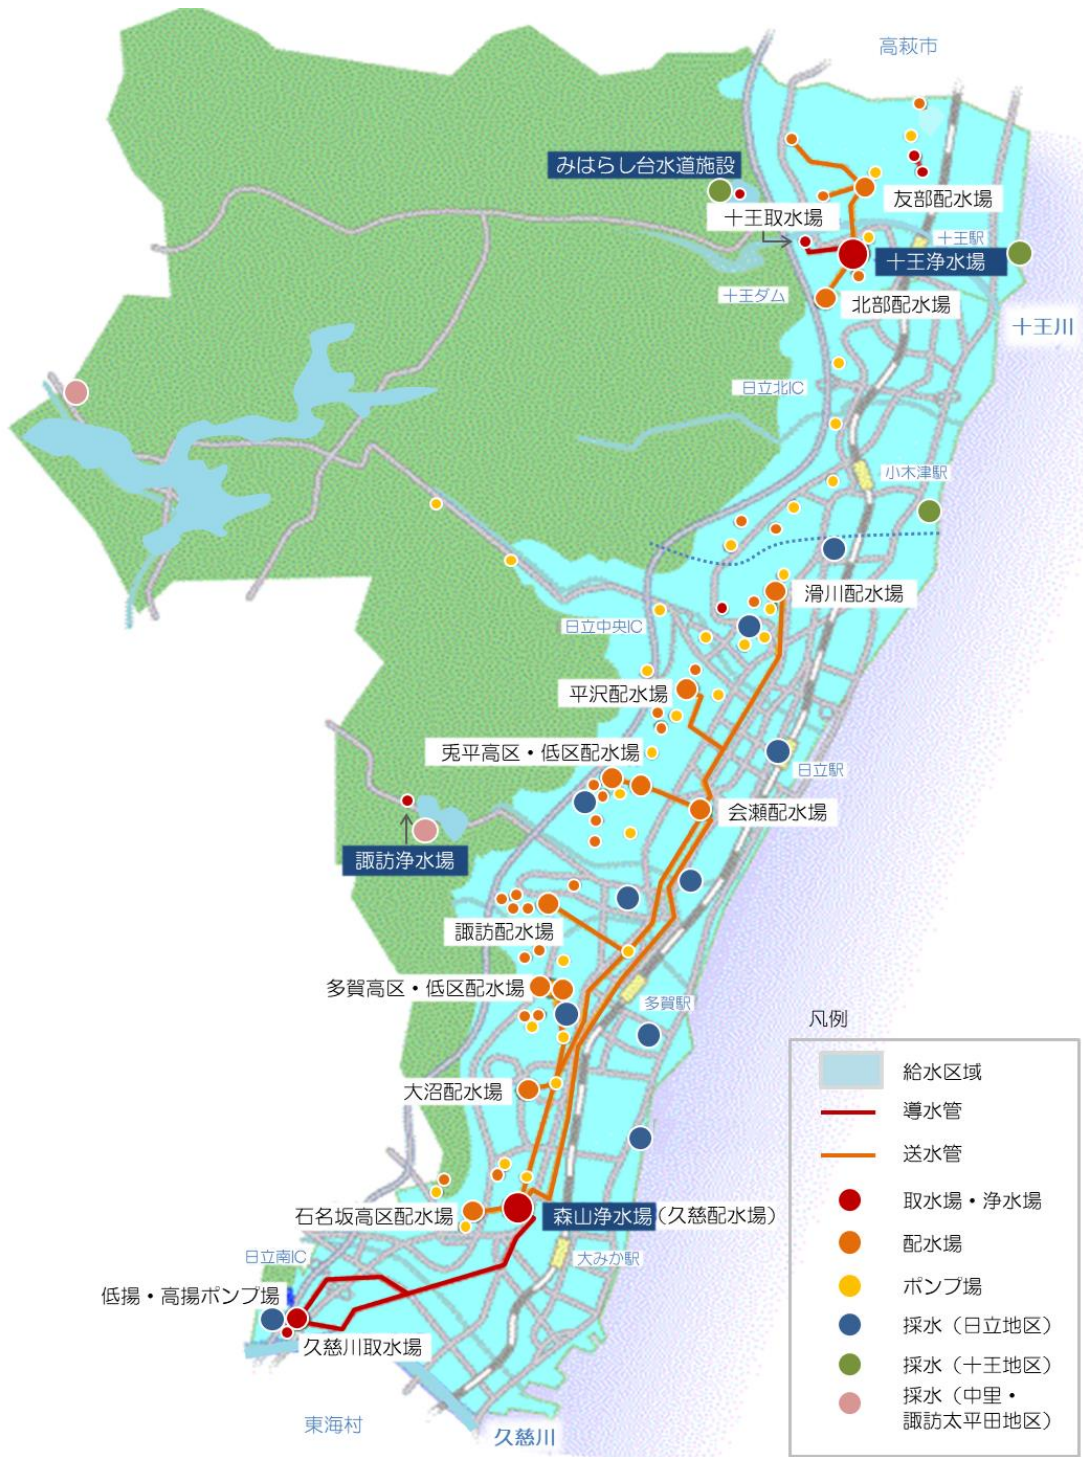 高萩市
みはらし台水道施設
友部配水場
十王取水場
十王駅
十王浄水場
十王ダム
北部配水場
十王川
日立北IC
小木津駅
滑川配水場
日立中央IC
平沢配水場
兎平高区・低区配水場
日立駅
会瀬配水場
諏訪浄水場
諏訪配水場
多賀高区・低区配水場
多賀駅
大沼配水場
石名坂高区配水場
森山浄水場(久慈配水場)
日立南IC
大みか駅
低揚・高揚ポンプ場
久慈川取水場
東海村
久慈川
凡例
給水区域
導水管
送水管
取水場・浄水場
配水場
ポンプ場
採水(日立地区)
採水(十王地区)
採水(中里・
諏訪太平田地区)